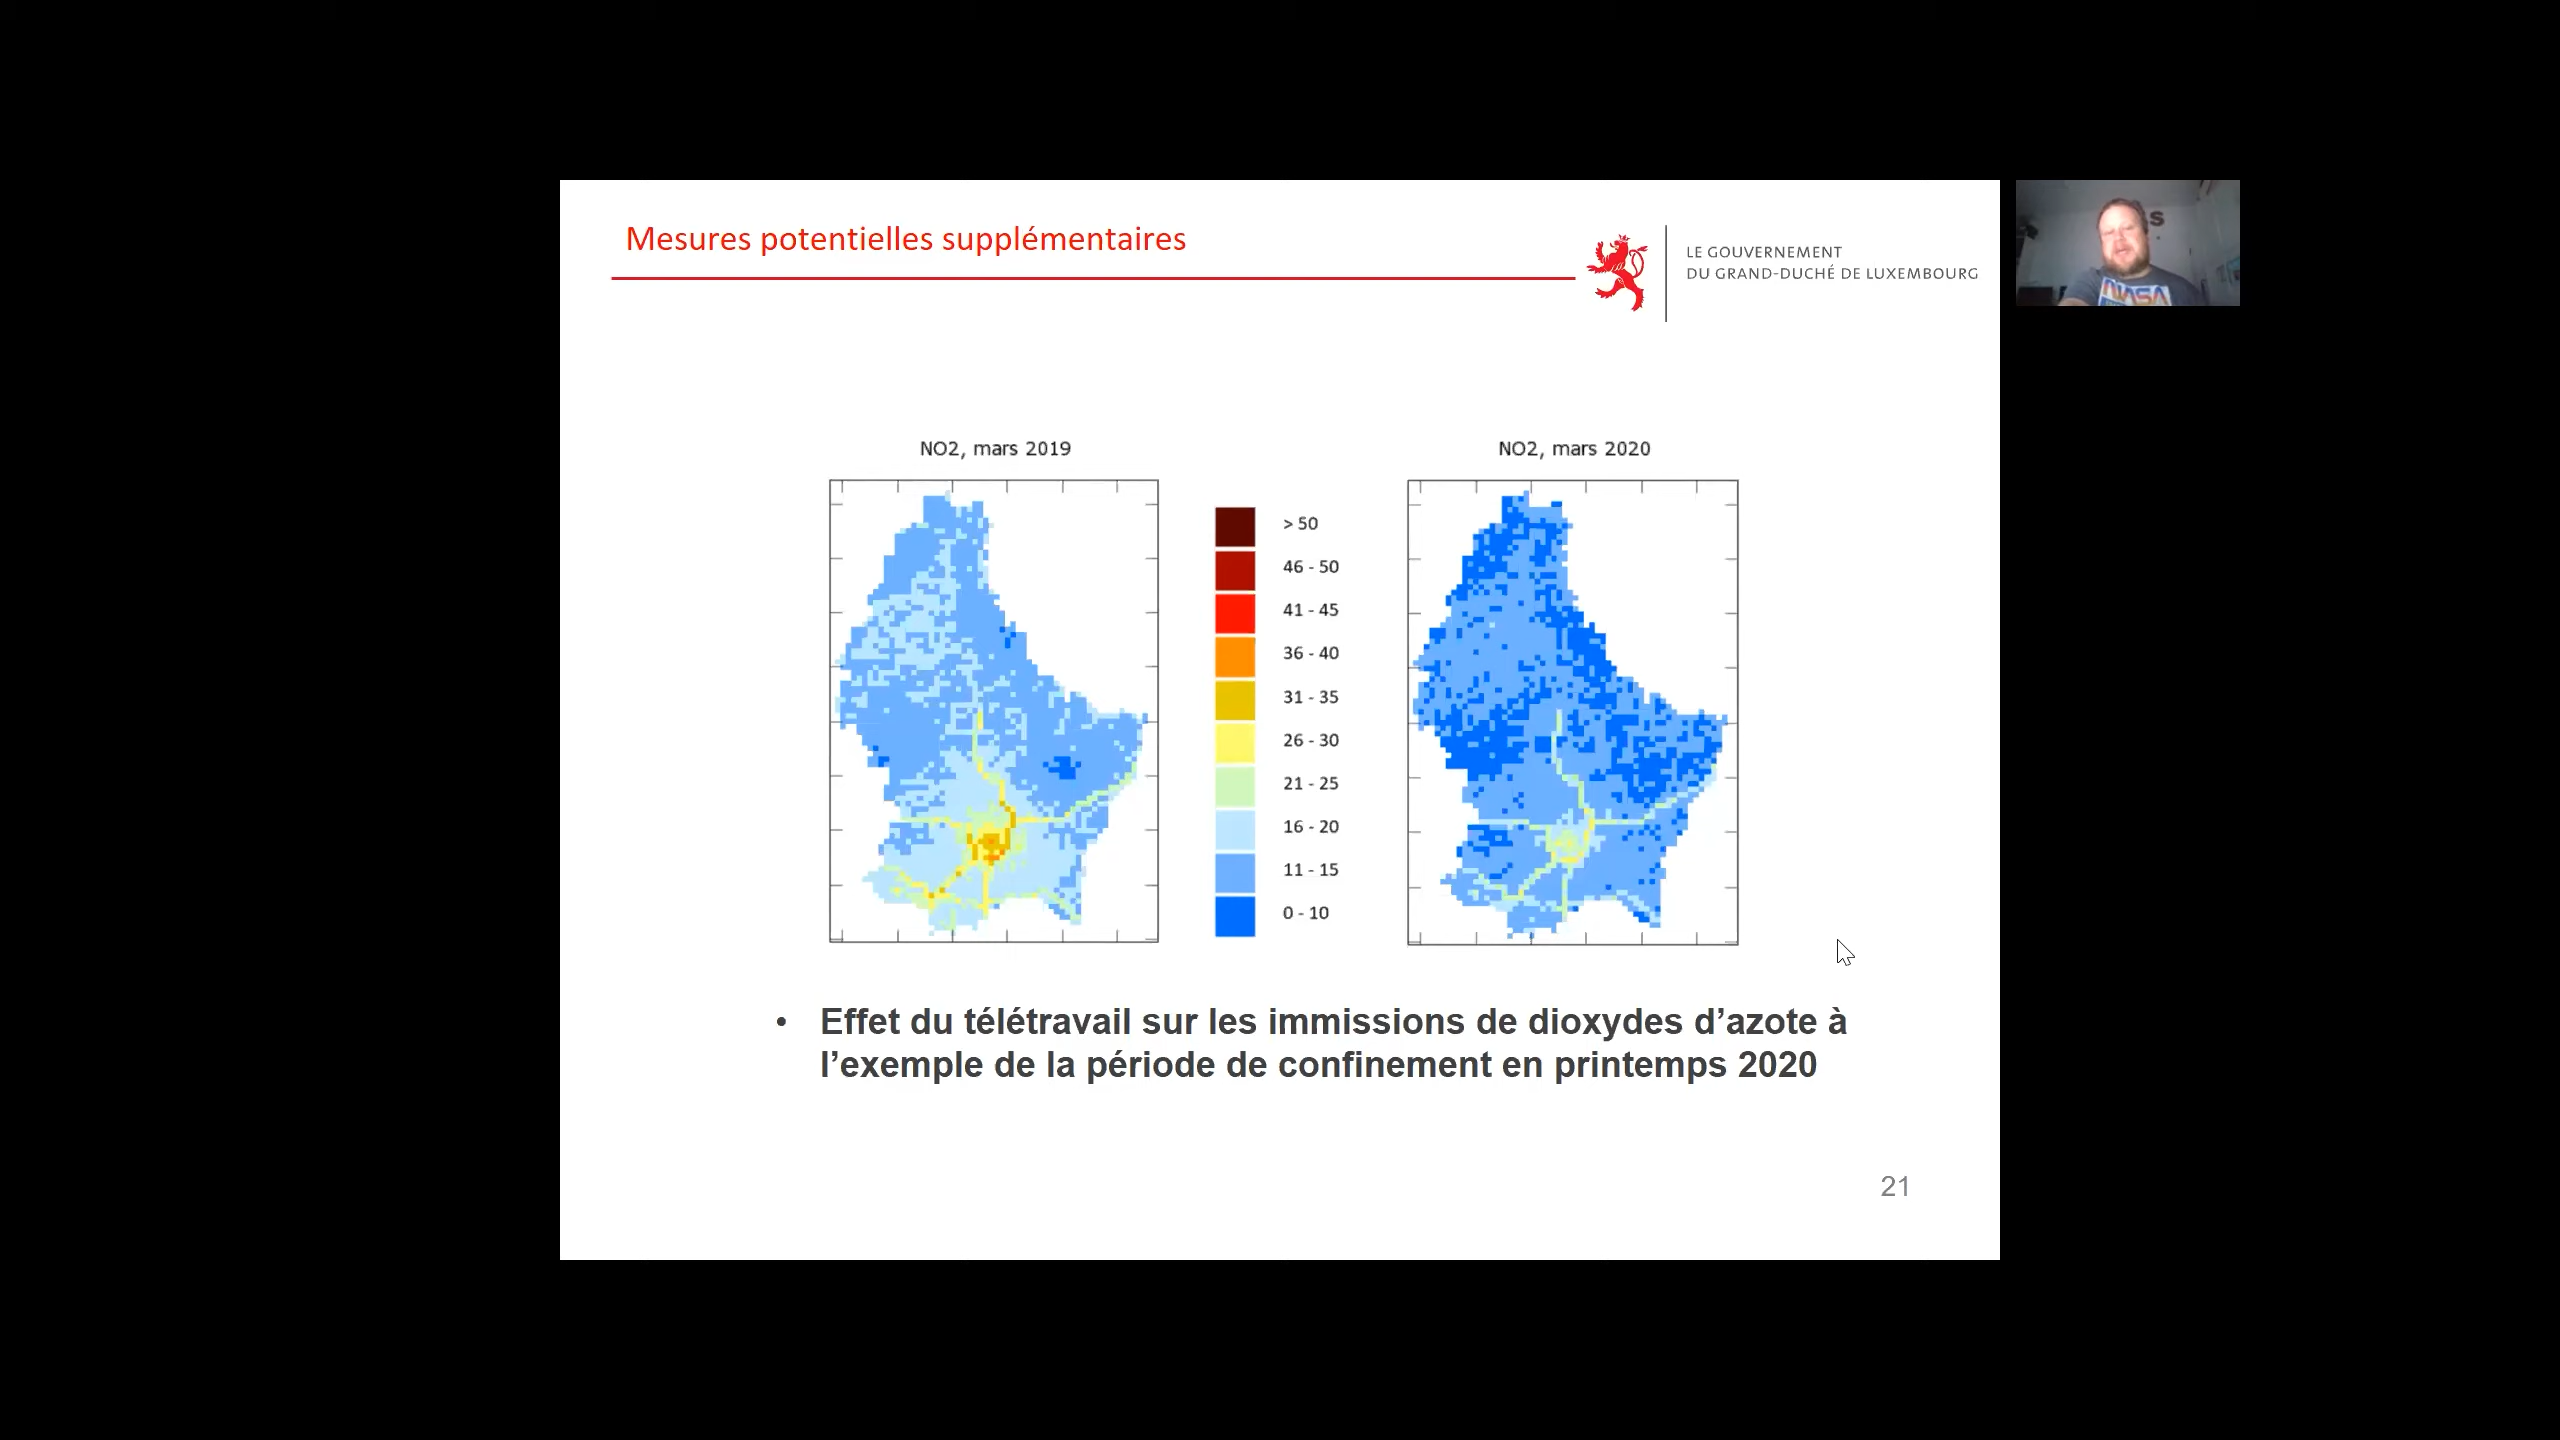 Mesures potentielles supplémentaires
LE GOUVERNEMENT
DU GRAND-DUCHÉ DE LUXEMBOURG
NO2, mars 2019
NO2, mars 2020
> 50
46 - 50
41 - 45
36 - 40
31 - 35
26 - 30
21 - 25
16 - 20
11 - 15
0 - 10
• Effet du télétravail sur les immissions de dioxydes d’azote à
l’exemple de la période de confinement en printemps 2020
21
NASA